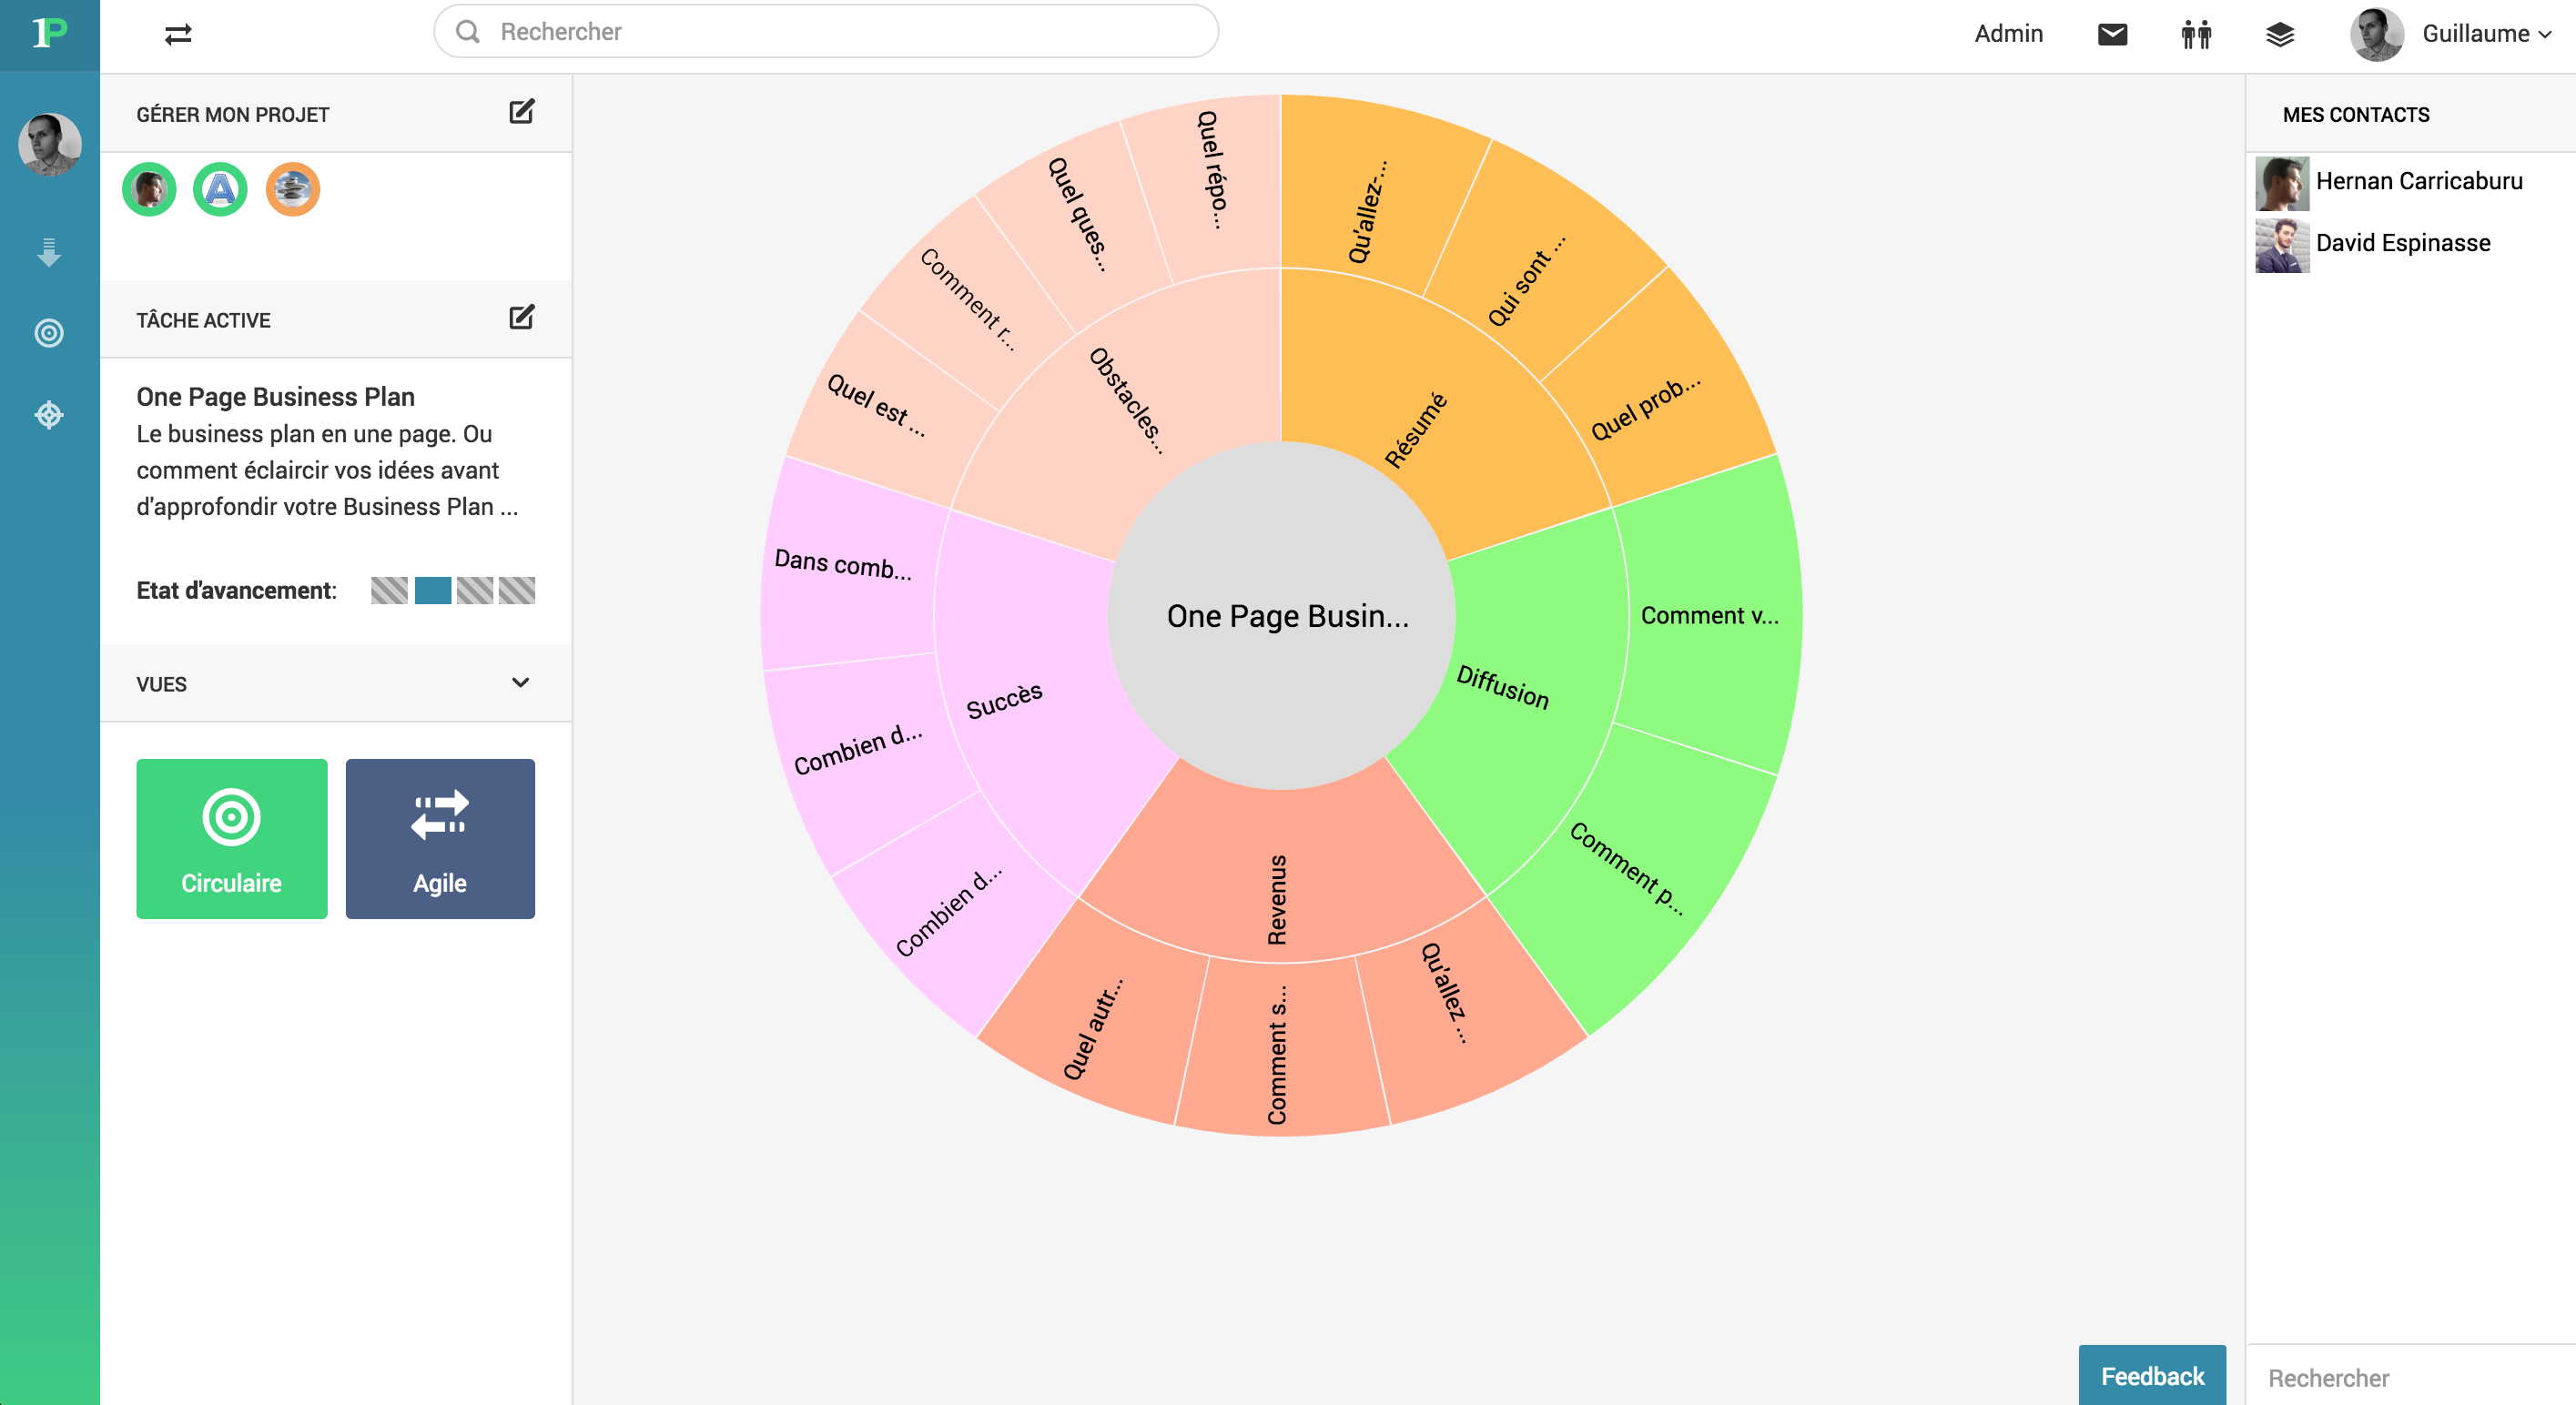 1P
Rechercher
Admin
Guillaume
GÉRER MON PROJET
A
TÂCHE ACTIVE
One Page Business Plan
Le business plan en une page. Ou
comment éclaircir vos idées avant
d'approfondir votre Business Plan ...
Etat d'avancement:
VUES
Circulaire
Agile
One Page Busin...
Résumé
Qu'allez-...
Qui sont ...
Quel prob...
Diffusion
Comment v...
Comment p...
Revenus
Qu'allez ...
Comment s...
Quel autr...
Succès
Combien d...
Combien d...
Dans comb...
Obstacles...
Quel est ...
Comment r...
Quel ques...
Quel répo...
MES CONTACTS
Hernan Carricaburu
David Espinasse
Feedback
Rechercher